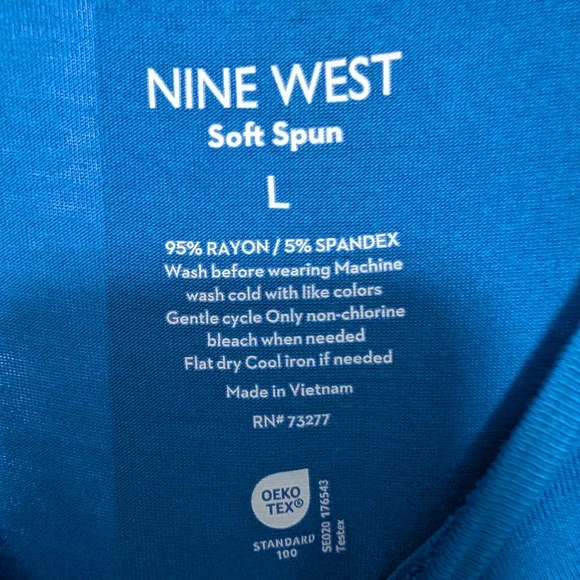 NINE WEST
Soft Spun
L
95% RAYON / 5% SPANDEX
Wash before wearing Machine
wash cold with like colors
Gentle cycle Only non-chlorine
bleach when needed
Flat dry Cool iron if needed
Made in Vietnam
RN# 73277
OEKO
TEX®
STANDARD
100
SE020 176543
Testex